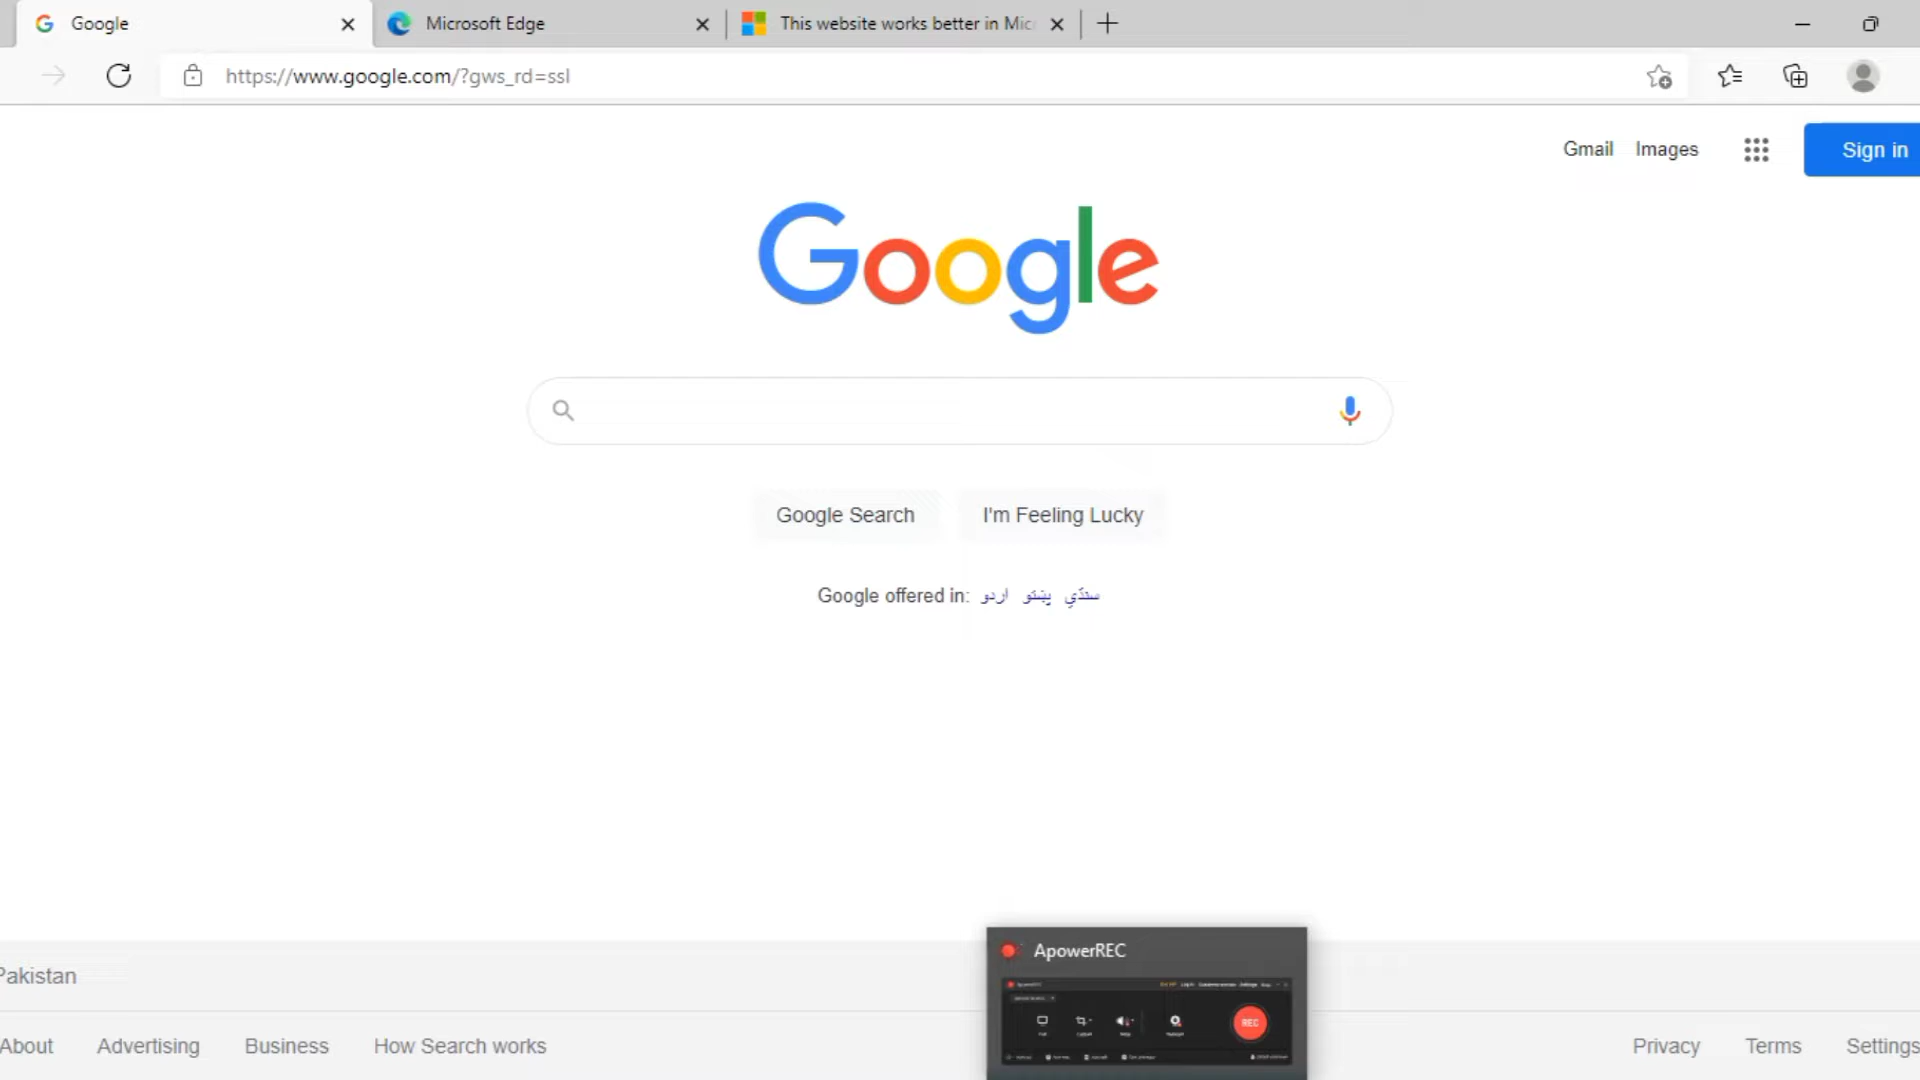 Google
Microsoft Edge
This website works better in Mic
https://www.google.com/?gws_rd=ssl
Gmail Images Sign in
Google
Google Search I'm Feeling Lucky
Google offered in: اردو پښتو سنڌي
Pakistan
ApowerREC
REC
About Advertising Business How Search works Privacy Terms Settings